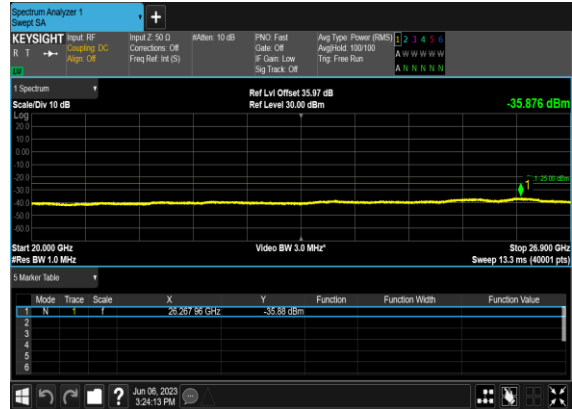 Spectrum Analyzer 1
Swept SA
+
KEYSIGHT
R T
Input: RF
Coupling: DC
Align: Off
Input Z: 50 Ω
Corrections: Off
Freq Ref: Int (S)
#Atten: 10 dB
PNO: Fast
Gate: Off
IF Gain: Low
Sig Track: Off
Avg Type: Power (RMS)
Avg|Hold: 100/100
Trig: Free Run
1 2 3 4 5 6
A W W W W W
A N N N N N
1 Spectrum
Scale/Div 10 dB
Ref Lvl Offset 35.97 dB
Ref Level 30.00 dBm
-35.876 dBm
Log
20.0
10.0
0.00
-10.0
-20.0
-30.0
-40.0
-50.0
-60.0
1
-25.00 dBm
Start 20.000 GHz
#Res BW 1.0 MHz
Video BW 3.0 MHz*
Stop 26.900 GHz
Sweep 13.3 ms (40001 pts)
5 Marker Table
Mode Trace Scale X Y Function Function Width Function Value
1 N 1 f 26.267 96 GHz -35.88 dBm
2
3
4
5
6
?
Jun 06, 2023
3:24:13 PM